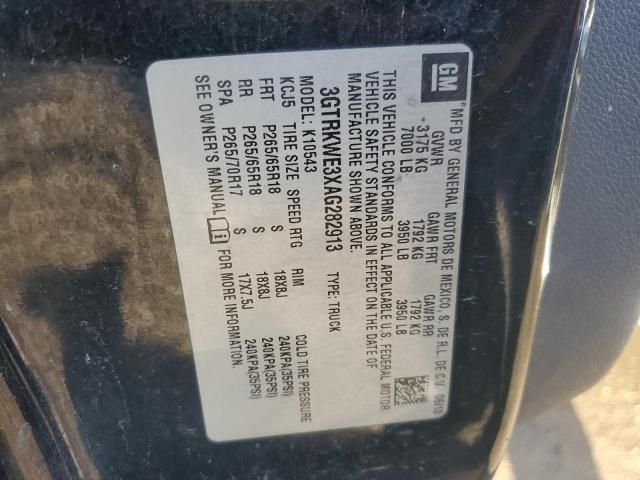 GM
MFD BY GENERAL MOTORS DE MEXICO, S. DE R.L. DE C.V. 06/10
GVWR GAWR FRT GAWR RR
3175 KG 1792 KG 1792 KG
7000 LB 3950 LB 3950 LB
THIS VEHICLE CONFORMS TO ALL APPLICABLE U.S. FEDERAL MOTOR
VEHICLE SAFETY STANDARDS IN EFFECT ON THE DATE OF
MANUFACTURE SHOWN ABOVE.
3GTRKWE3XAG282913 TYPE: TRUCK
MODEL: K10543
KCJ5 TIRE SIZE SPEED RTG RIM COLD TIRE PRESSURE
FRT P265/65R18 S 18X8J 240KPA(35PSI)
RR P265/65R18 S 18X8J 240KPA(35PSI)
SPA P265/70R17 S 17X7.5J 240KPA(35PSI)
SEE OWNER'S MANUAL FOR MORE INFORMATION.